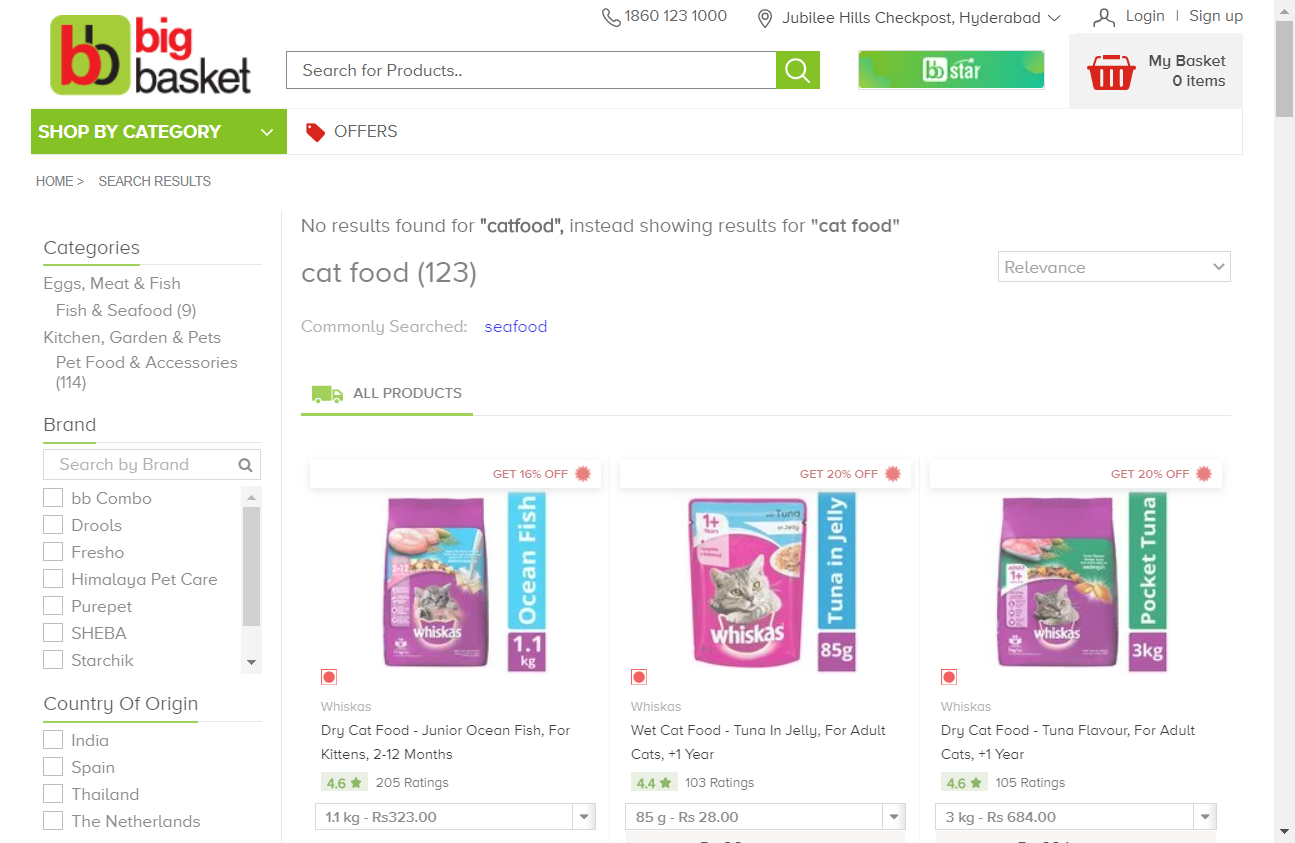 1860 123 1000
Jubilee Hills Checkpost, Hyderabad
Login | Sign up
bb big basket
Search for Products..
bb star
My Basket
0 items
SHOP BY CATEGORY
OFFERS
HOME > SEARCH RESULTS
Categories
Eggs, Meat & Fish
Fish & Seafood (9)
Kitchen, Garden & Pets
Pet Food & Accessories
(114)
Brand
Search by Brand
bb Combo
Drools
Fresho
Himalaya Pet Care
Purepet
SHEBA
Starchik
Country Of Origin
India
Spain
Thailand
The Netherlands
No results found for "catfood", instead showing results for "cat food"
cat food (123)
Relevance
Commonly Searched: seafood
ALL PRODUCTS
GET 16% OFF
2-12
whiskas
Ocean Fish
1.1
kg
Whiskas
Dry Cat Food - Junior Ocean Fish, For
Kittens, 2-12 Months
4.6 205 Ratings
1.1 kg - Rs323.00
GET 20% OFF
1+
Years
Tuna
in Jelly
whiskas
Tuna in Jelly
85g
Whiskas
Wet Cat Food - Tuna In Jelly, For Adult
Cats, +1 Year
4.4 103 Ratings
85 g - Rs 28.00
GET 20% OFF
ADULT
1+
whiskas
Pocket Tuna
3kg
Whiskas
Dry Cat Food - Tuna Flavour, For Adult
Cats, +1 Year
4.6 105 Ratings
3 kg - Rs 684.00